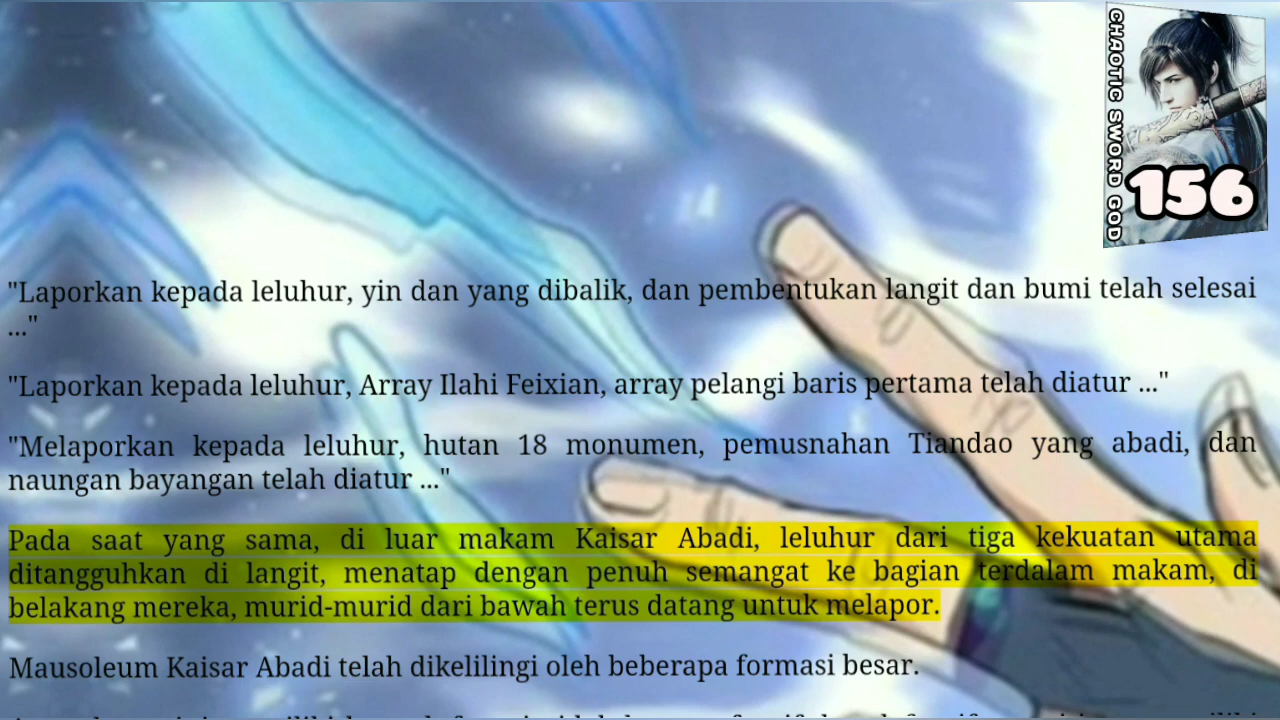 CHAOTIC SWORD GOD
156
"Laporkan kepada leluhur, yin dan yang dibalik, dan pembentukan langit dan bumi telah selesai
..."
"Laporkan kepada leluhur, Array Ilahi Feixian, array pelangi baris pertama telah diatur ..."
"Melaporkan kepada leluhur, hutan 18 monumen, pemusnahan Tiandao yang abadi, dan
naungan bayangan telah diatur ..."
Pada saat yang sama, di luar makam Kaisar Abadi, leluhur dari tiga kekuatan utama
ditangguhkan di langit, menatap dengan penuh semangat ke bagian terdalam makam, di
belakang mereka, murid-murid dari bawah terus datang untuk melapor.
Mausoleum Kaisar Abadi telah dikelilingi oleh beberapa formasi besar.